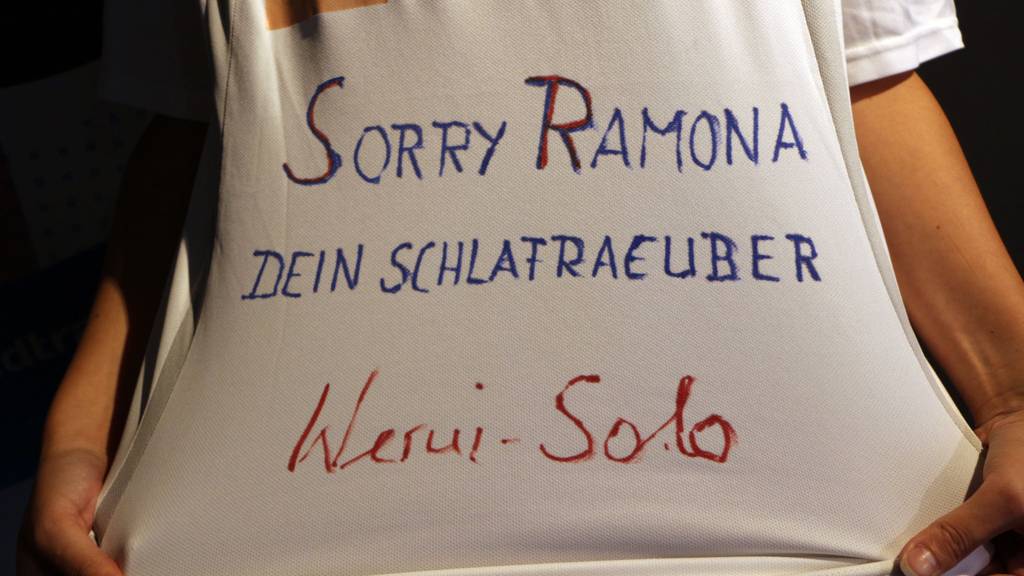 SORRY RAMONA
DEIN SCHLAFRAEUBER
Werni-Solo